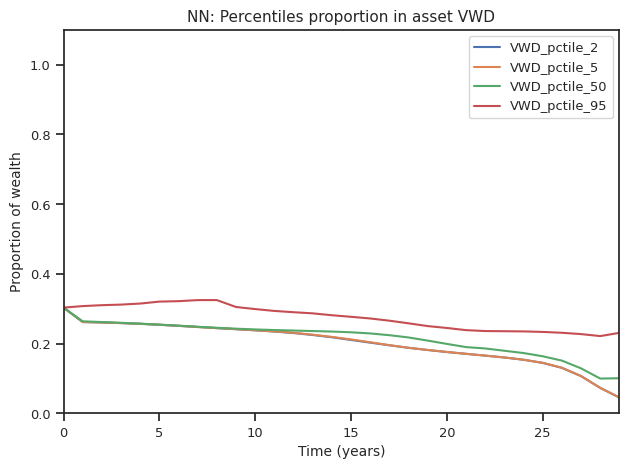 NN: Percentiles proportion in asset VWD
VWD_pctile_2
VWD_pctile_5
VWD_pctile_50
VWD_pctile_95
Proportion of wealth
1.0
0.8
0.6
0.4
0.2
0.0
0 5 10 15 20 25
Time (years)